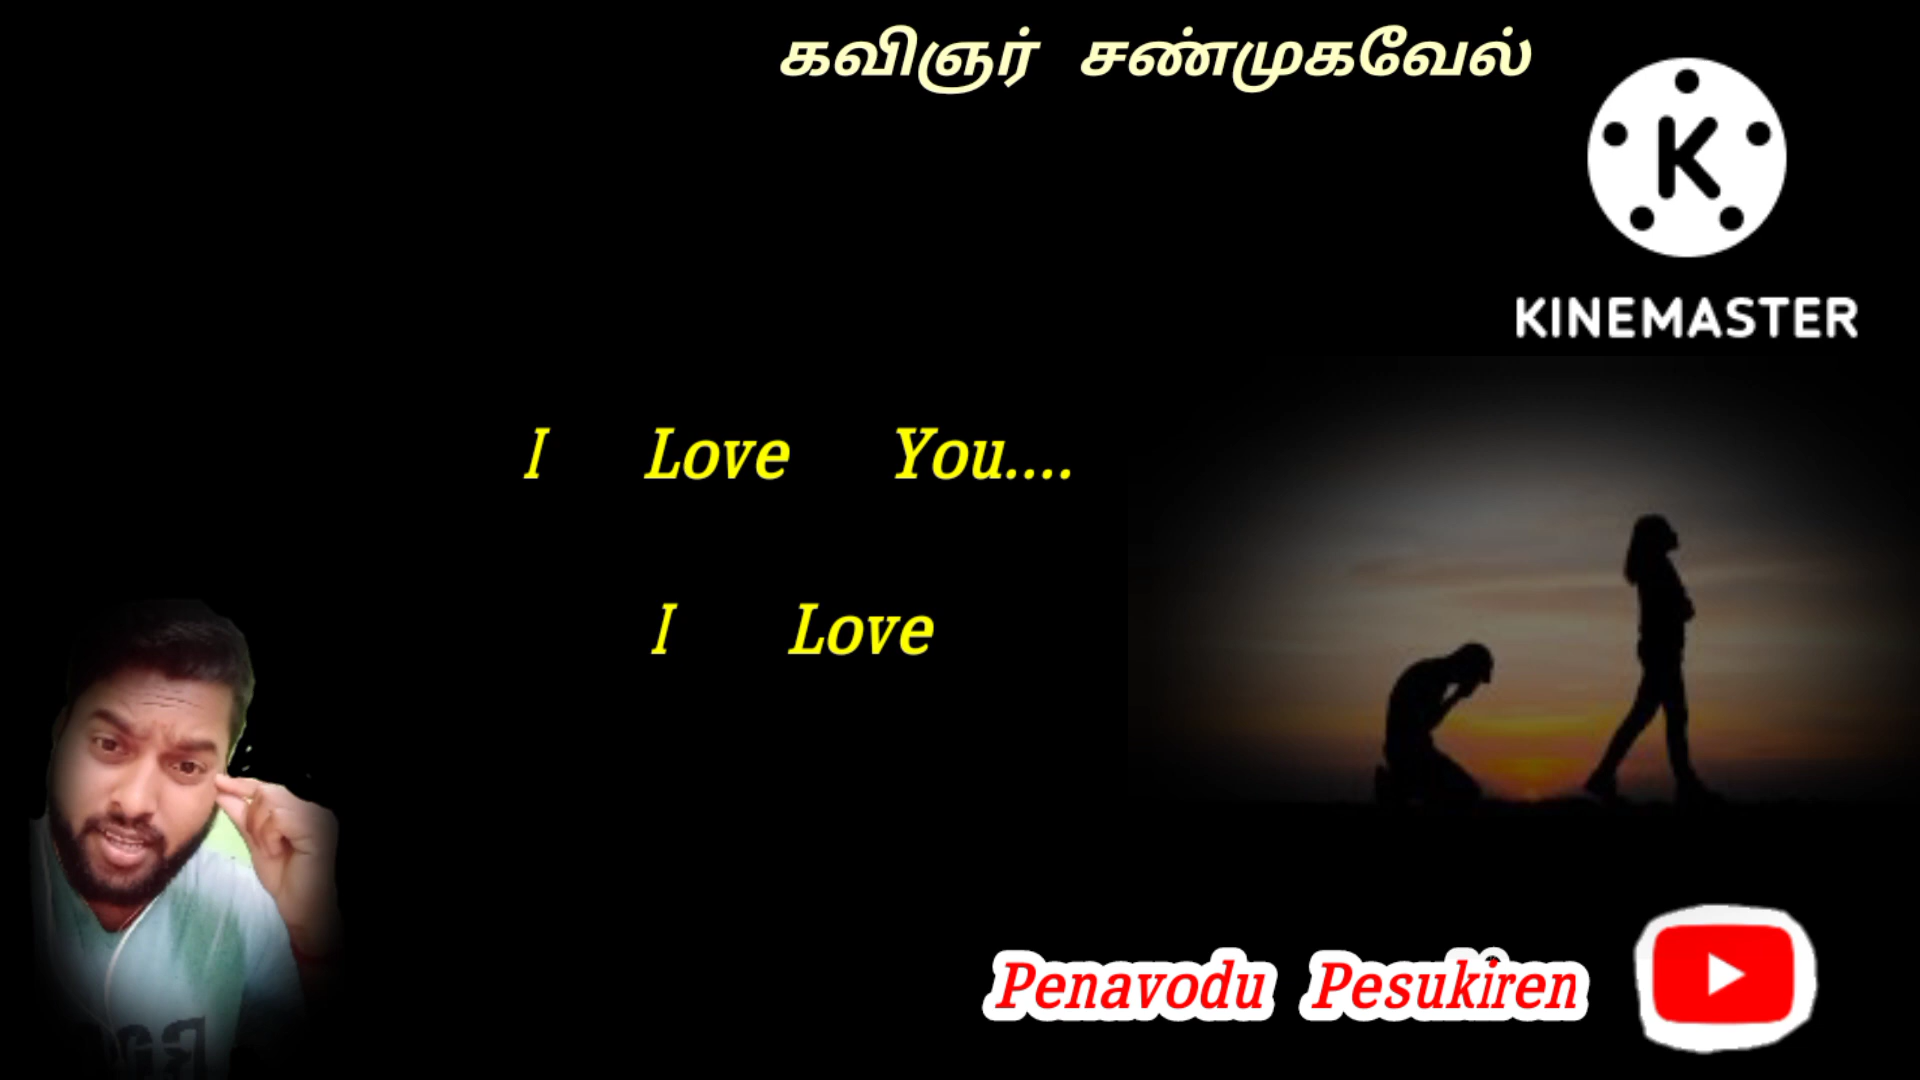 கவிஞர் சண்முகவேல்
K
KINEMASTER
I Love You....
I Love
Penavodu Pesukiren